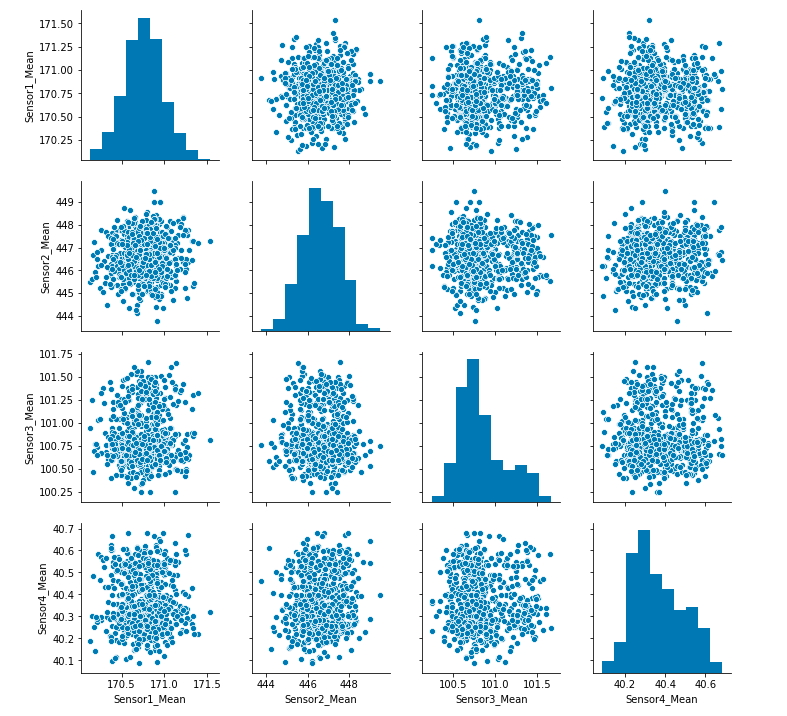 171.50
171.25
171.00
170.75
170.50
170.25
Sensor1_Mean
449
448
447
446
445
444
Sensor2_Mean
101.75
101.50
101.25
101.00
100.75
100.50
100.25
Sensor3_Mean
40.7
40.6
40.5
40.4
40.3
40.2
40.1
Sensor4_Mean
170.5 171.0 171.5
Sensor1_Mean
444 446 448
Sensor2_Mean
100.5 101.0 101.5
Sensor3_Mean
40.2 40.4 40.6
Sensor4_Mean